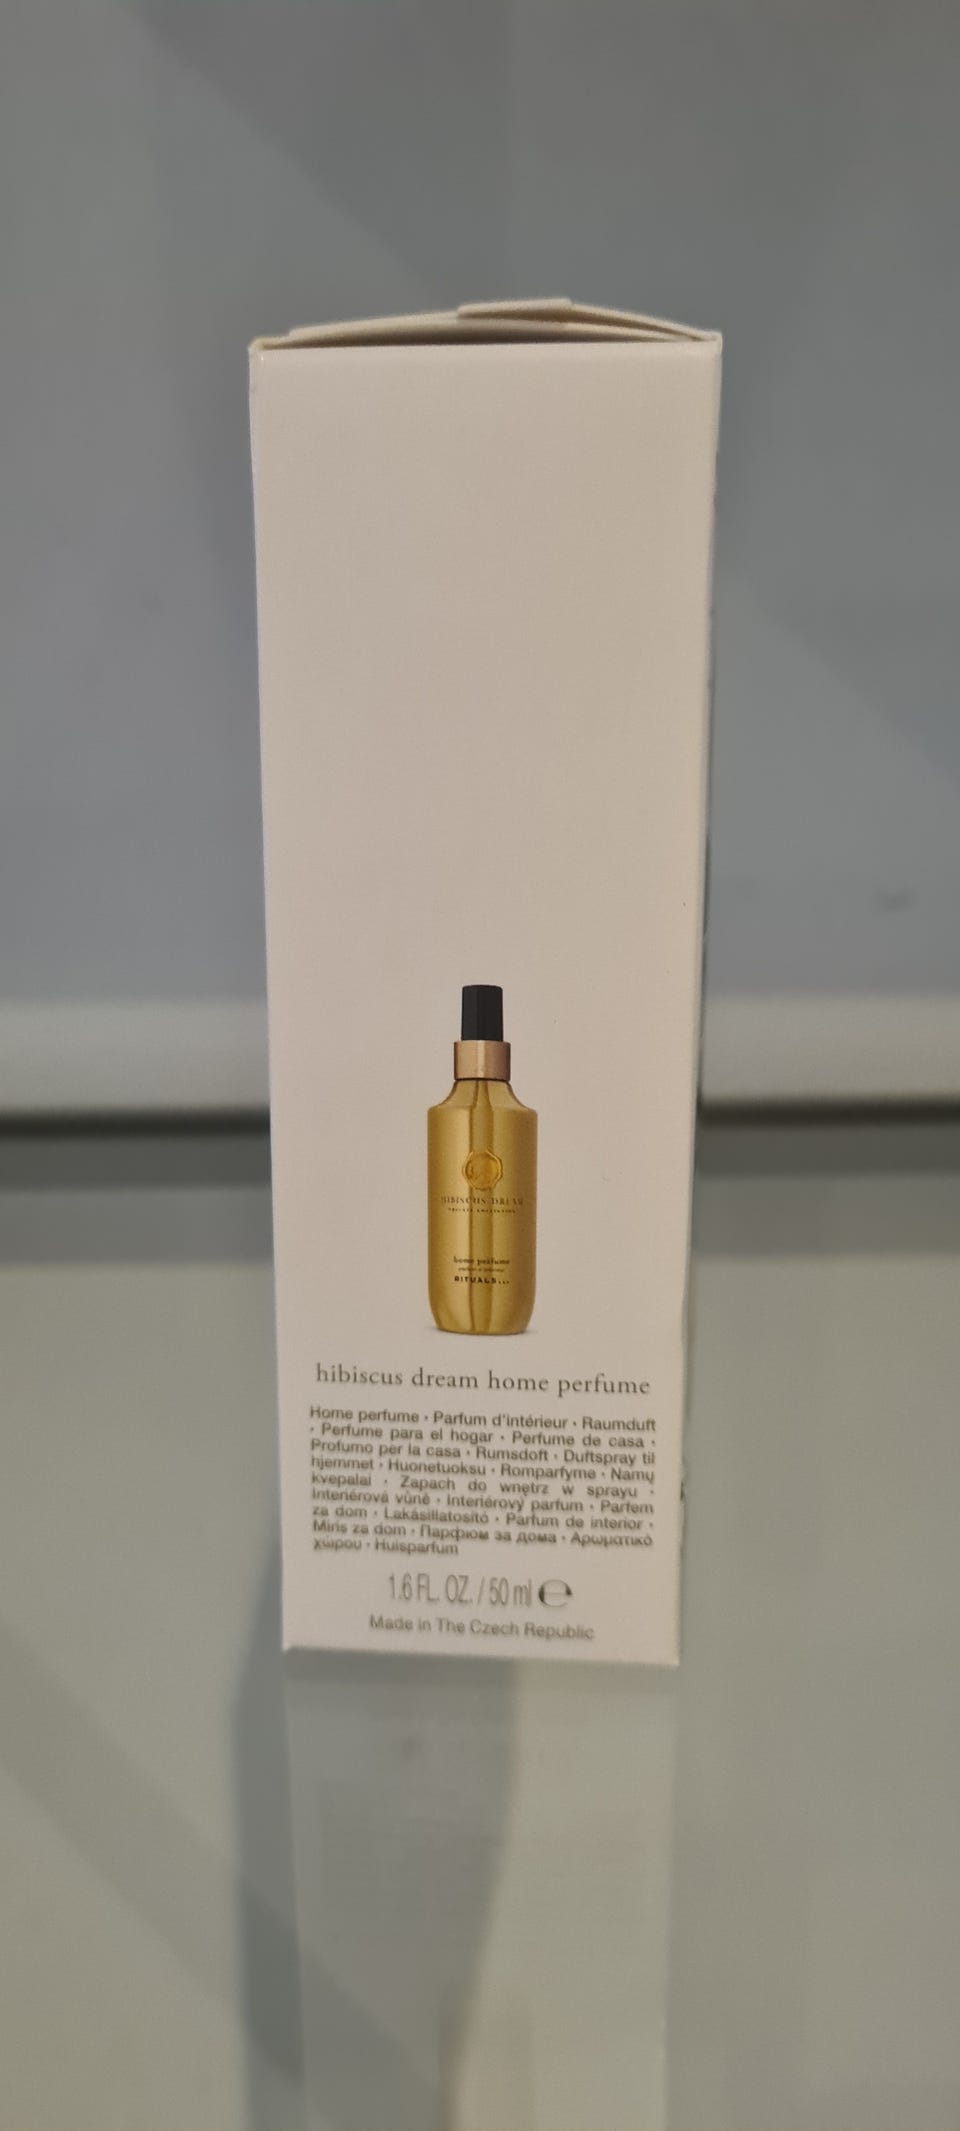 HIBISCUS DREAM
PRIVATE COLLECTION
home perfume
RITUALS...
hibiscus dream home perfume
Home perfume • Parfum d'intérieur • Raumduft
• Perfume para el hogar • Perfume de casa •
Profumo per la casa • Rumsdoft • Duftspray til
hjemmet • Huonetuoksu • Romparfyme • Namų
kvepalai • Zapach do wnętrz w sprayu •
Interiérová vůně • Interiérový parfum • Parfem
za dom • Lakásillatosító • Parfum de interior •
Miris za dom • Парфюм за дома • Αρωματικό
χώρου • Huisparfum
1.6 FL. OZ. / 50 ml ℮
Made in The Czech Republic